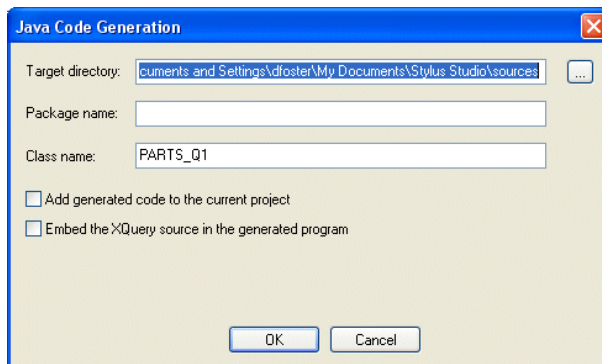 Java Code Generation
Target directory: cuments and Settings\dfoster\My Documents\Stylus Studio\sources ...
Package name:
Class name: PARTS_Q1
Add generated code to the current project
Embed the XQuery source in the generated program
OK Cancel